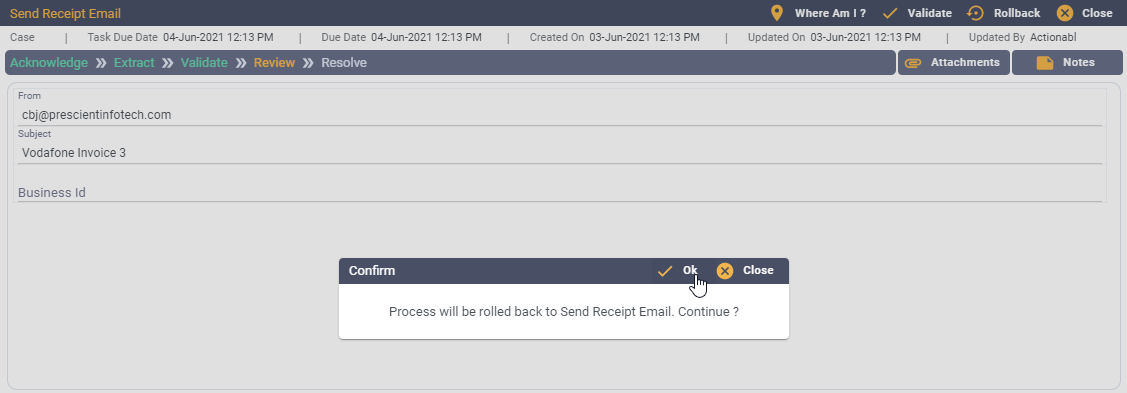 Send Receipt Email Where Am I ? Validate Rollback Close
Case | Task Due Date 04-Jun-2021 12:13 PM | Due Date 04-Jun-2021 12:13 PM | Created On 03-Jun-2021 12:13 PM | Updated On 03-Jun-2021 12:13 PM | Updated By Actionabl
Acknowledge » Extract » Validate » Review » Resolve Attachments Notes
From
cbj@prescientinfotech.com
Subject
Vodafone Invoice 3
Business Id
Confirm Ok Close
Process will be rolled back to Send Receipt Email. Continue ?